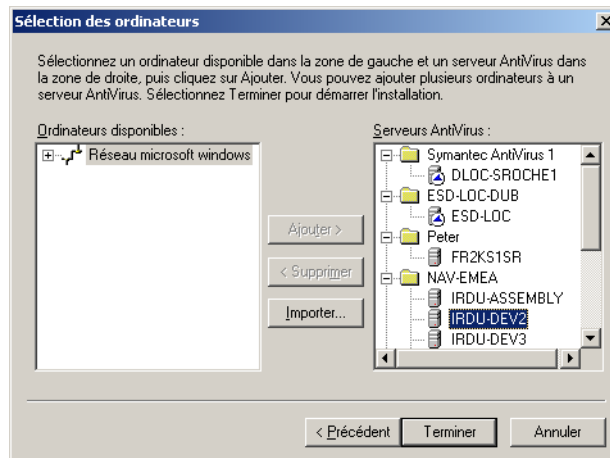 Sélection des ordinateurs
Sélectionnez un ordinateur disponible dans la zone de gauche et un serveur AntiVirus dans
la zone de droite, puis cliquez sur Ajouter. Vous pouvez ajouter plusieurs ordinateurs à un
serveur AntiVirus. Sélectionnez Terminer pour démarrer l'installation.
Ordinateurs disponibles :
Réseau microsoft windows
Ajouter >
< Supprimer
Importer...
Serveurs AntiVirus :
Symantec AntiVirus 1
DLOC-SROCHE1
ESD-LOC-DUB
ESD-LOC
Peter
FR2KS1SR
NAV-EMEA
IRDU-ASSEMBLY
IRDU-DEV2
IRDU-DEV3
< Précédent
Terminer
Annuler